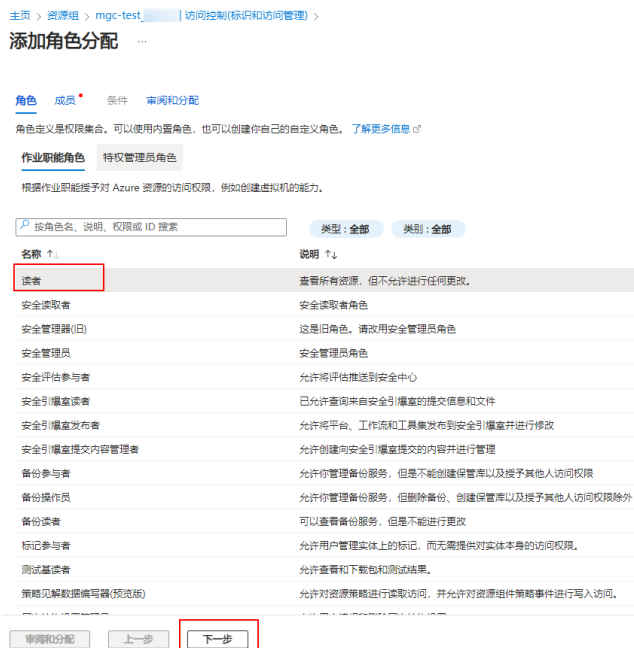 主页 > 资源组 > mgc-test_ | 访问控制(标识和访问管理) >
添加角色分配 ...
角色 成员 条件 审阅和分配
角色定义是权限集合。可以使用内置角色，也可以创建你自己的自定义角色。 了解更多信息
作业职能角色 特权管理员角色
根据作业职能授予对 Azure 资源的访问权限，例如创建虚拟机的能力。
按角色名、说明、权限或 ID 搜索 类型 : 全部 类别 : 全部
名称 ↑↓ 说明 ↑↓
读者 查看所有资源，但不允许进行任何更改。
安全读取者 安全读取者角色
安全管理器(旧) 这是旧角色。请改用安全管理员角色
安全管理员 安全管理员角色
安全评估参与者 允许将评估推送到安全中心
安全引爆室读者 已允许查询来自安全引爆室的提交信息和文件
安全引爆室发布者 允许将平台、工作流和工具集发布到安全引爆室并进行修改
安全引爆室提交内容管理者 允许创建向安全引爆室提交的内容并进行管理
备份参与者 允许你管理备份服务，但是不能创建保管库以及授予其他人访问权限
备份操作员 允许你管理备份服务，但删除备份、创建保管库以及授予其他人访问权限除外
备份读者 可以查看备份服务，但是不能进行更改
标记参与者 允许用户管理实体上的标记，而无需提供对实体本身的访问权限。
测试基读者 允许查看和下载包和测试结果。
策略见解数据编写器(预览版) 允许对资源策略进行读取访问，并允许对资源组件策略事件进行写入访问。
审阅和分配 上一步 下一步